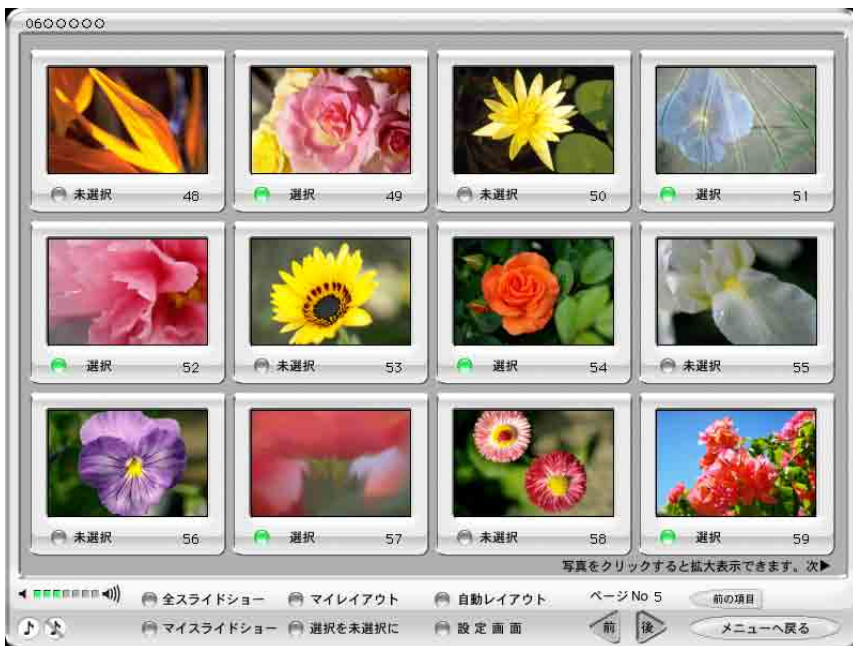 0600000
未選択 48 選択 49 未選択 50 選択 51
選択 52 未選択 53 選択 54 未選択 55
未選択 56 選択 57 未選択 58 選択 59
写真をクリックすると拡大表示できます。次▶
全スライドショー マイレイアウト 自動レイアウト ページ No 5 前の項目
マイスライドショー 選択を未選択に 設定画面 前 後 メニューへ戻る